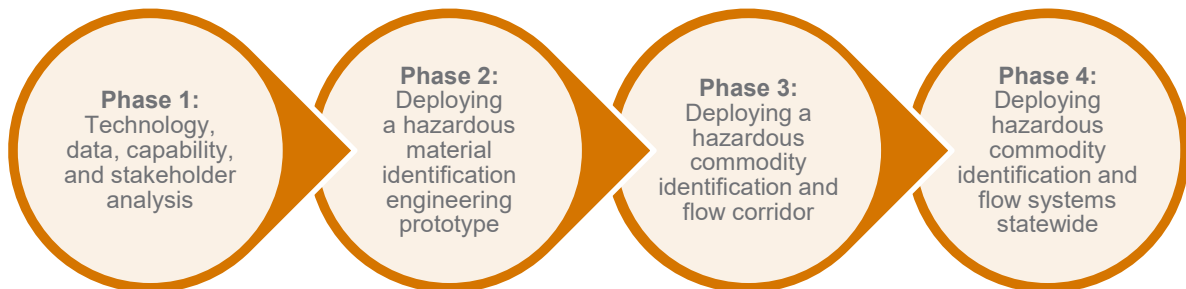 Phase 1:
Technology,
data, capability,
and stakeholder
analysis
Phase 2:
Deploying
a hazardous
material
identification
engineering
prototype
Phase 3:
Deploying a
hazardous
commodity
identification and
flow corridor
Phase 4:
Deploying
hazardous
commodity
identification and
flow systems
statewide